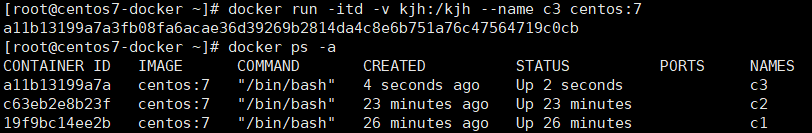 [root@centos7-docker ~]# docker run -itd -v kjh:/kjh --name c3 centos:7
a11b13199a7a3fb08fa6acae36d39269b2814da4c8e6b751a76c47564719c0cb
[root@centos7-docker ~]# docker ps -a
CONTAINER ID IMAGE COMMAND CREATED STATUS PORTS NAMES
a11b13199a7a centos:7 "/bin/bash" 4 seconds ago Up 2 seconds c3
c63eb2e8b23f centos:7 "/bin/bash" 23 minutes ago Up 23 minutes c2
19f9bc14ee2b centos:7 "/bin/bash" 26 minutes ago Up 26 minutes c1